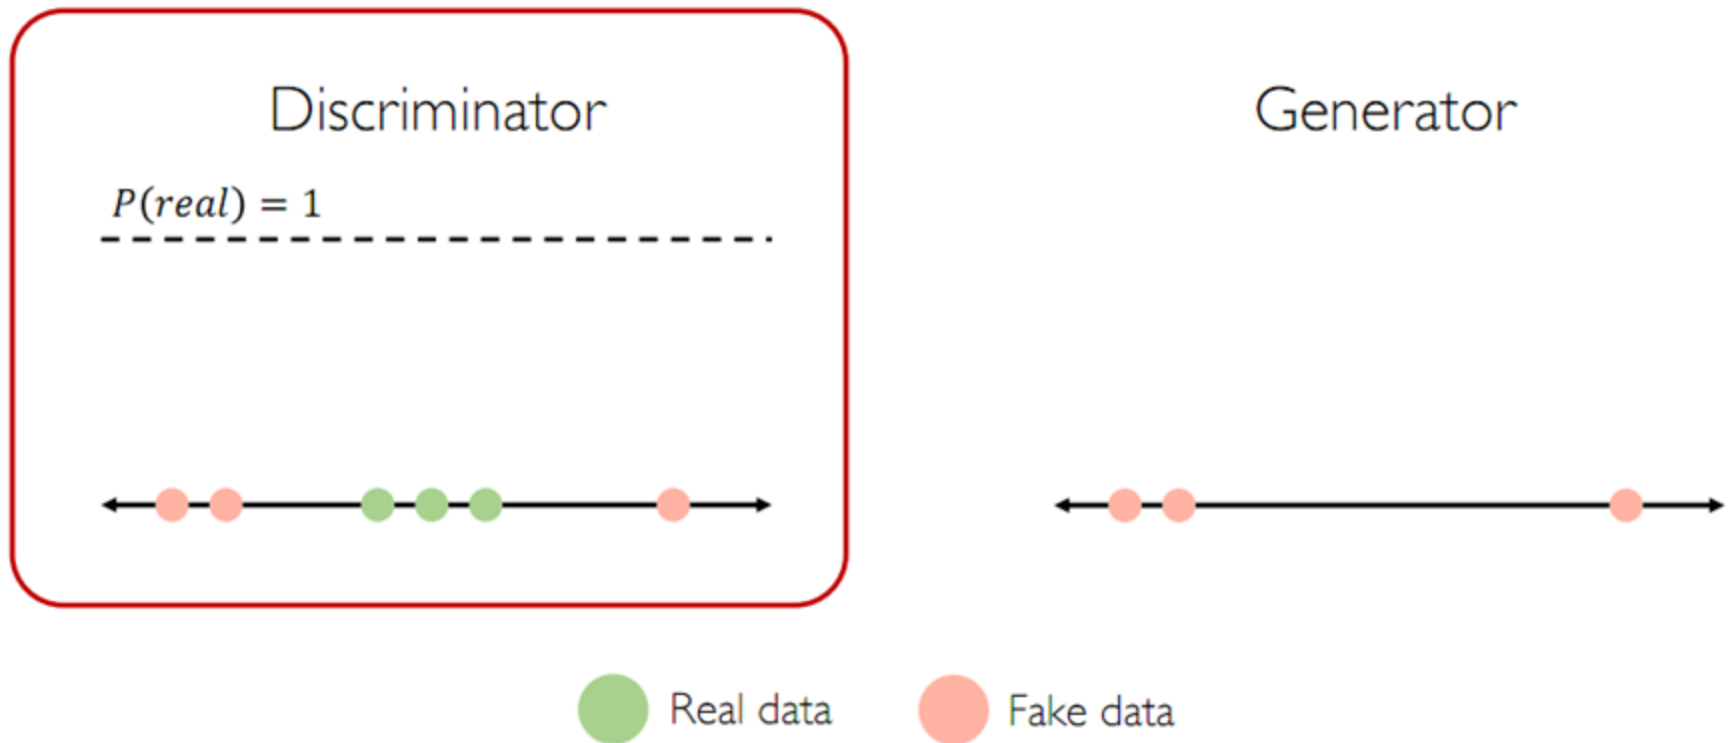 Discriminator
P(real) = 1
Generator
Real data
Fake data